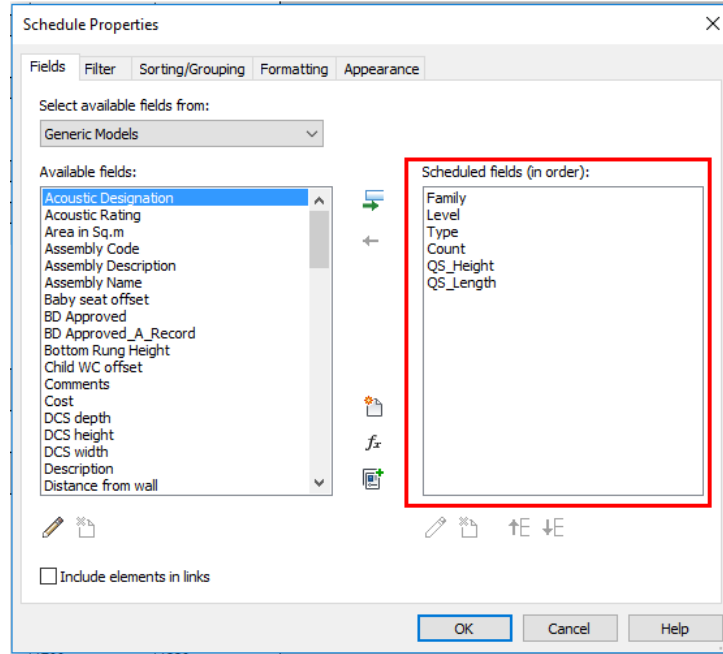 Schedule Properties
Fields Filter Sorting/Grouping Formatting Appearance
Select available fields from:
Generic Models
Available fields:
Acoustic Designation
Acoustic Rating
Area in Sq.m
Assembly Code
Assembly Description
Assembly Name
Baby seat offset
BD Approved
BD Approved_A_Record
Bottom Rung Height
Child WC offset
Comments
Cost
DCS depth
DCS height
DCS width
Description
Distance from wall
fx
Scheduled fields (in order):
Family
Level
Type
Count
QS_Height
QS_Length
Include elements in links
OK Cancel Help